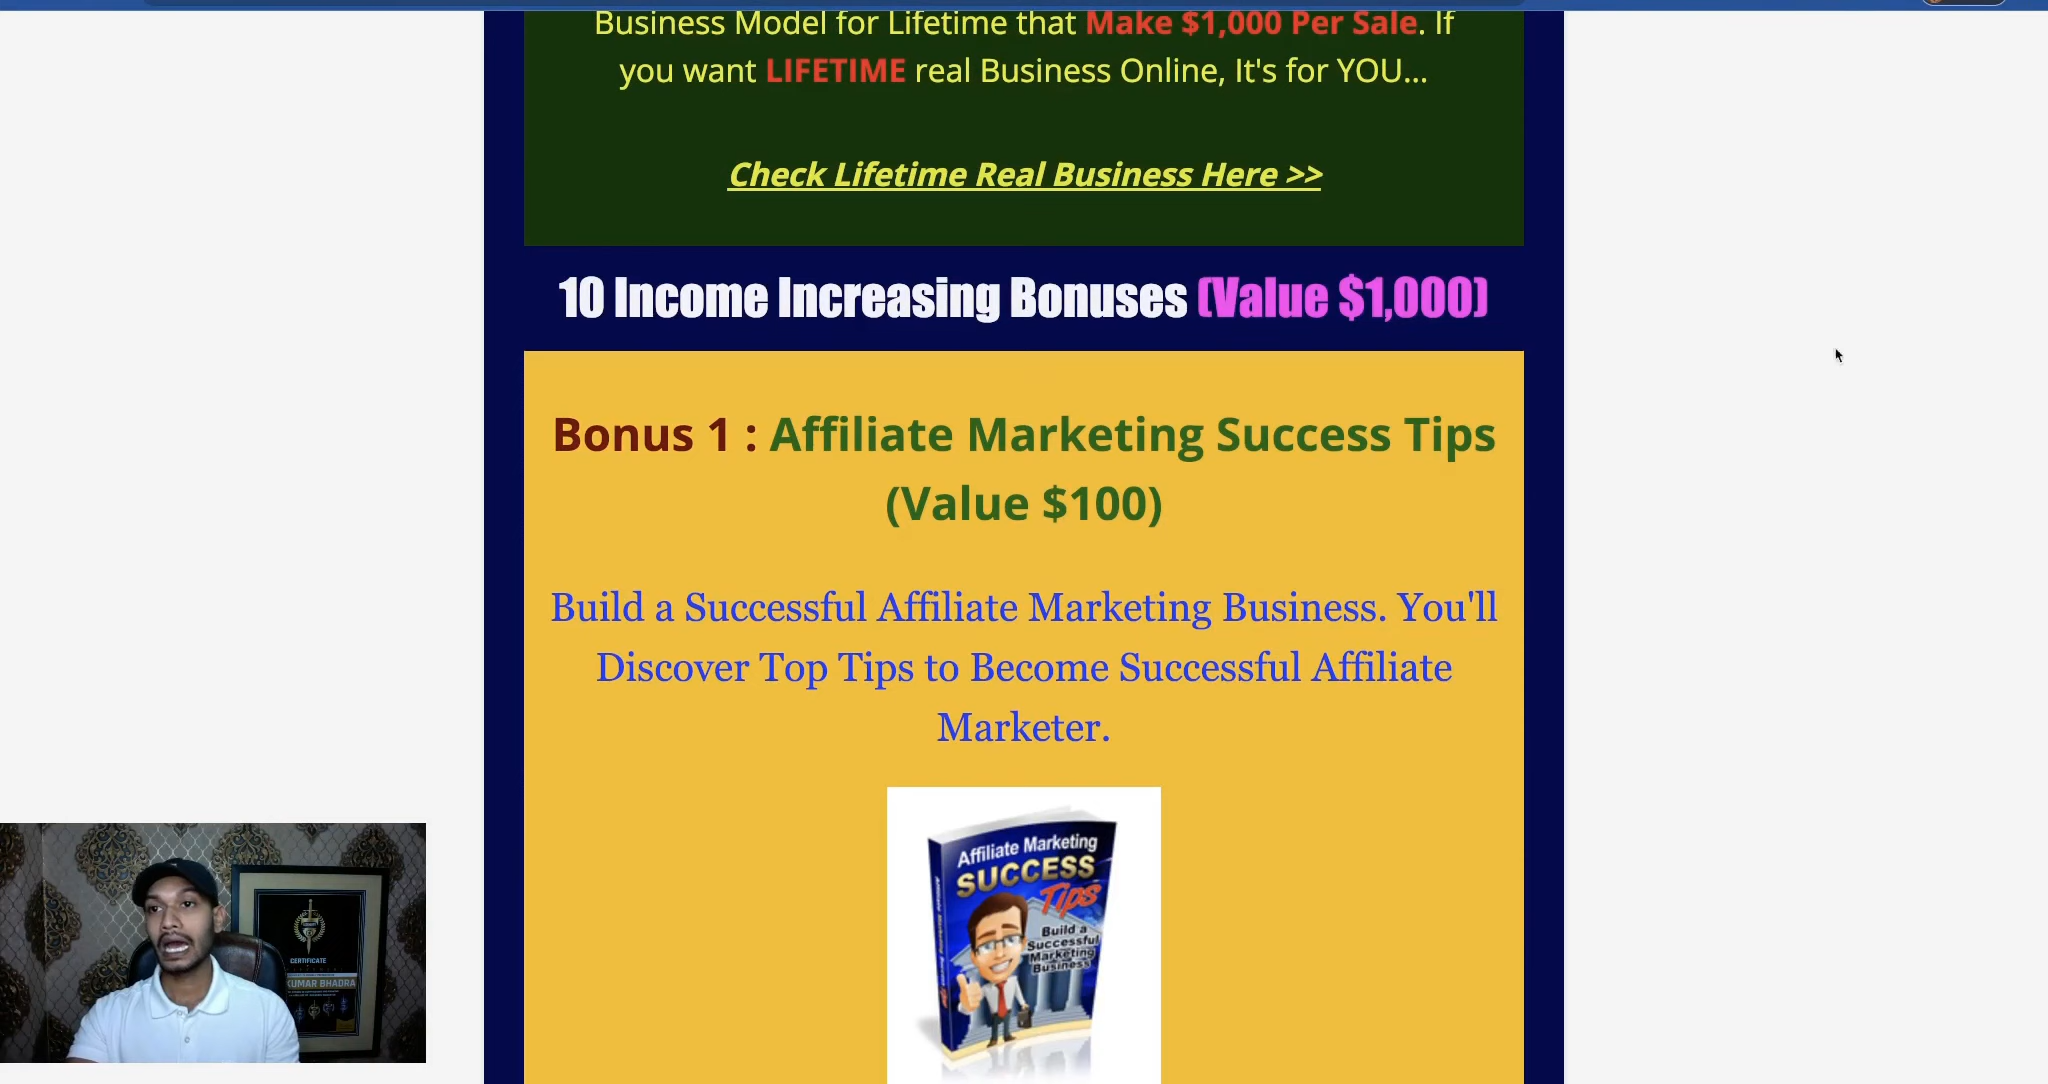 Business Model for Lifetime that Make $1,000 Per Sale. If
you want LIFETIME real Business Online, It's for YOU...
Check Lifetime Real Business Here >>
10 Income Increasing Bonuses (Value $1,000)
Bonus 1 : Affiliate Marketing Success Tips
(Value $100)
Build a Successful Affiliate Marketing Business. You'll
Discover Top Tips to Become Successful Affiliate
Marketer.
Affiliate Marketing
SUCCESS
Tips
Build a
Successful
Marketing
Business
CERTIFICATE
KUMAR BHADRA